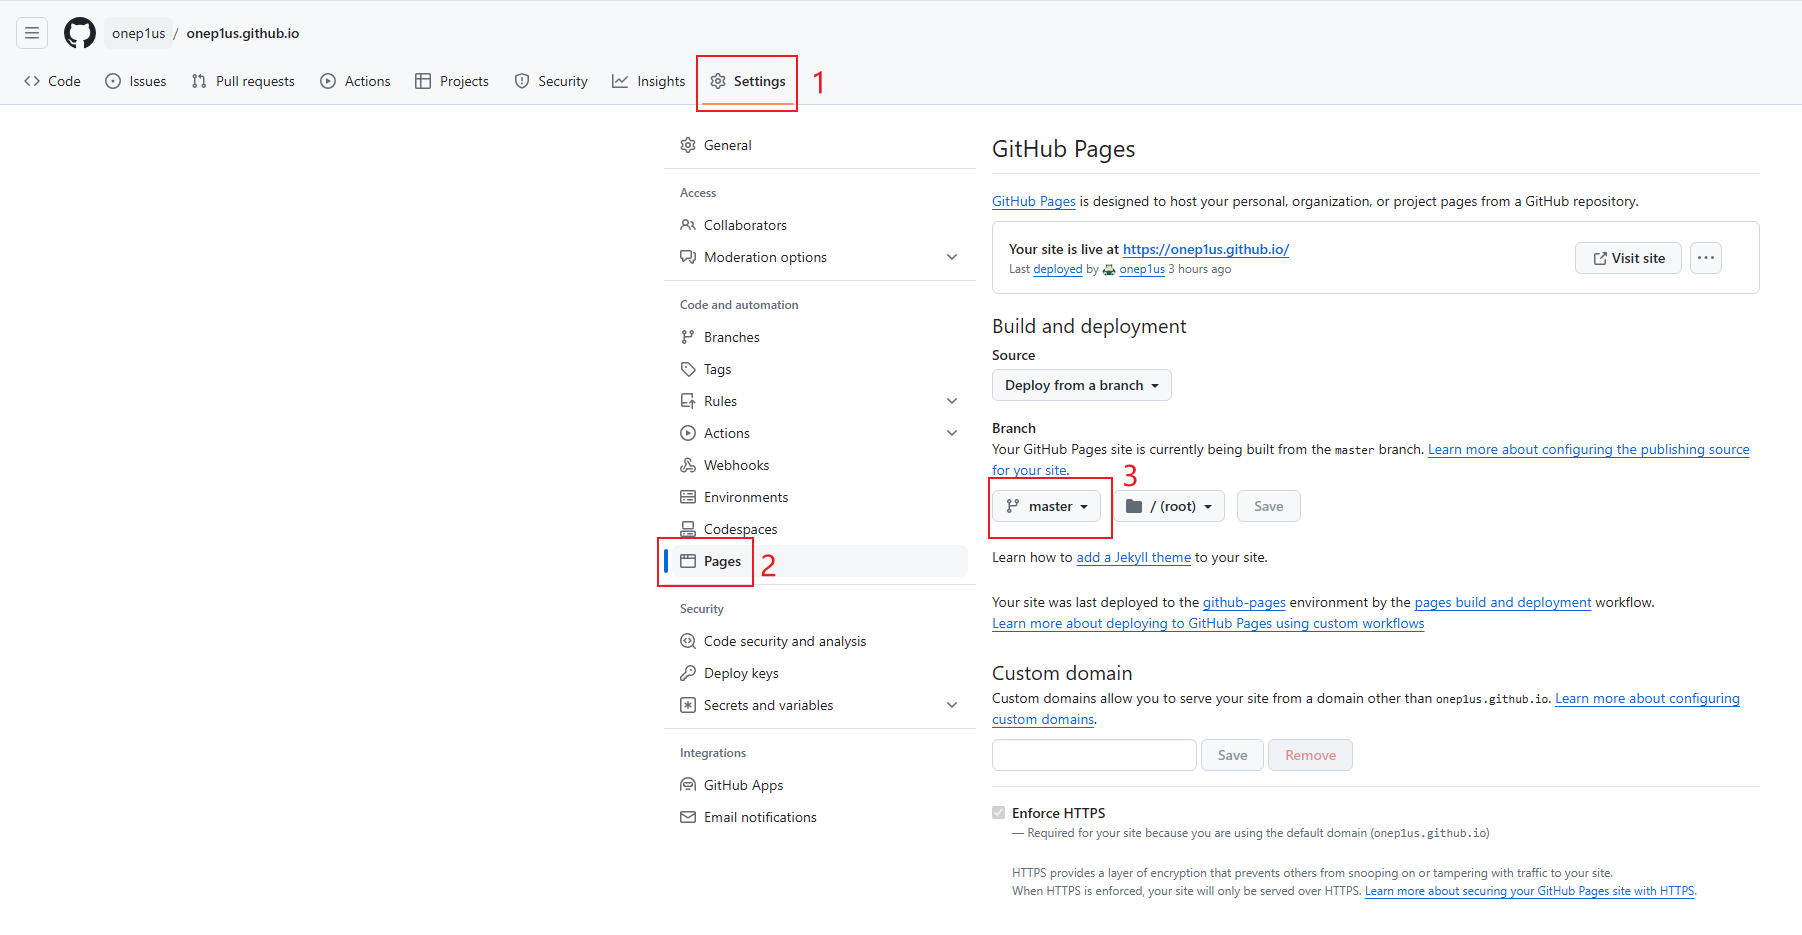 onep1us / onep1us.github.io
Code Issues Pull requests Actions Projects Security Insights Settings 1
General
Access
Collaborators
Moderation options
Code and automation
Branches
Tags
Rules
Actions
Webhooks
Environments
Codespaces
Pages 2
Security
Code security and analysis
Deploy keys
Secrets and variables
Integrations
GitHub Apps
Email notifications
GitHub Pages
GitHub Pages is designed to host your personal, organization, or project pages from a GitHub repository.
Your site is live at https://onep1us.github.io/
Last deployed by onep1us 3 hours ago
Visit site
Build and deployment
Source
Deploy from a branch
Branch
Your GitHub Pages site is currently being built from the master branch. Learn more about configuring the publishing source
for your site.
3
master / (root) Save
Learn how to add a Jekyll theme to your site.
Your site was last deployed to the github-pages environment by the pages build and deployment workflow.
Learn more about deploying to GitHub Pages using custom workflows
Custom domain
Custom domains allow you to serve your site from a domain other than onep1us.github.io. Learn more about configuring
custom domains.
Save Remove
Enforce HTTPS
— Required for your site because you are using the default domain (onep1us.github.io)
HTTPS provides a layer of encryption that prevents others from snooping on or tampering with traffic to your site.
When HTTPS is enforced, your site will only be served over HTTPS. Learn more about securing your GitHub Pages site with HTTPS.